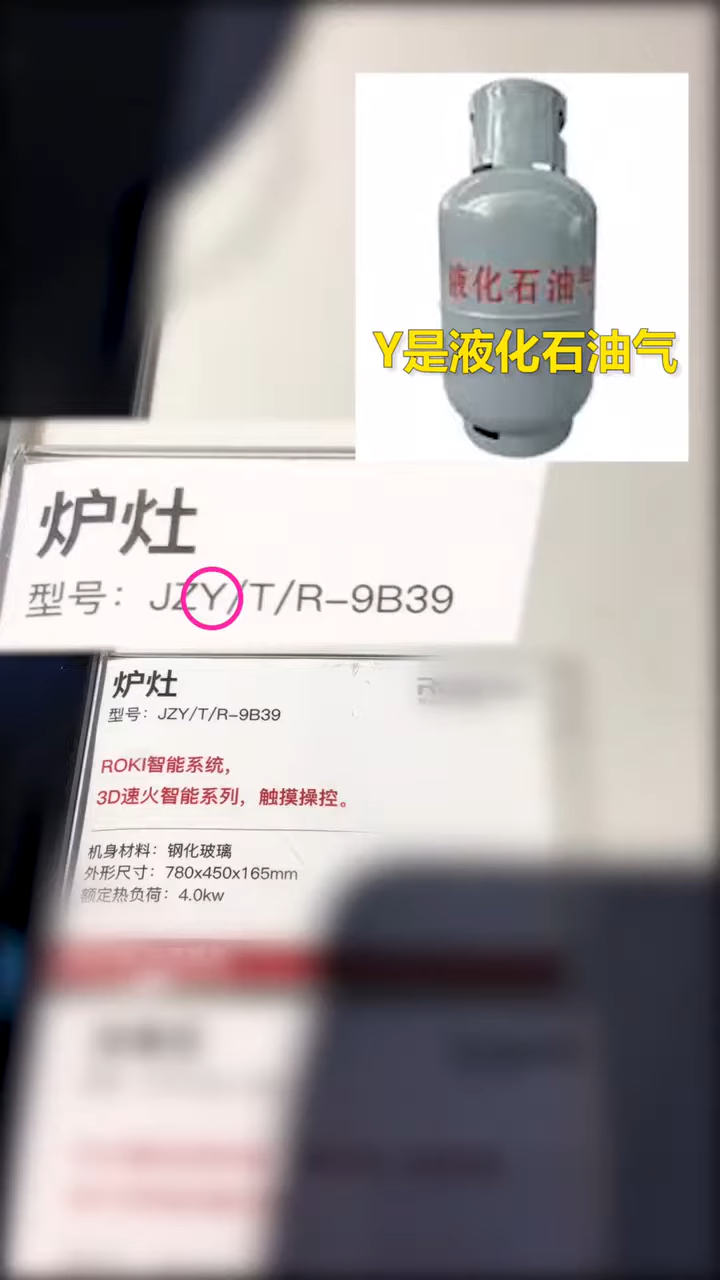 液化石油气
Y是液化石油气
炉灶
型号：JZY/T/R-9B39
炉灶
型号：JZY/T/R-9B39
ROKI智能系统，
3D速火智能系列，触摸操控。
机身材料：钢化玻璃
外形尺寸：780x450x165mm
额定热负荷：4.0kw